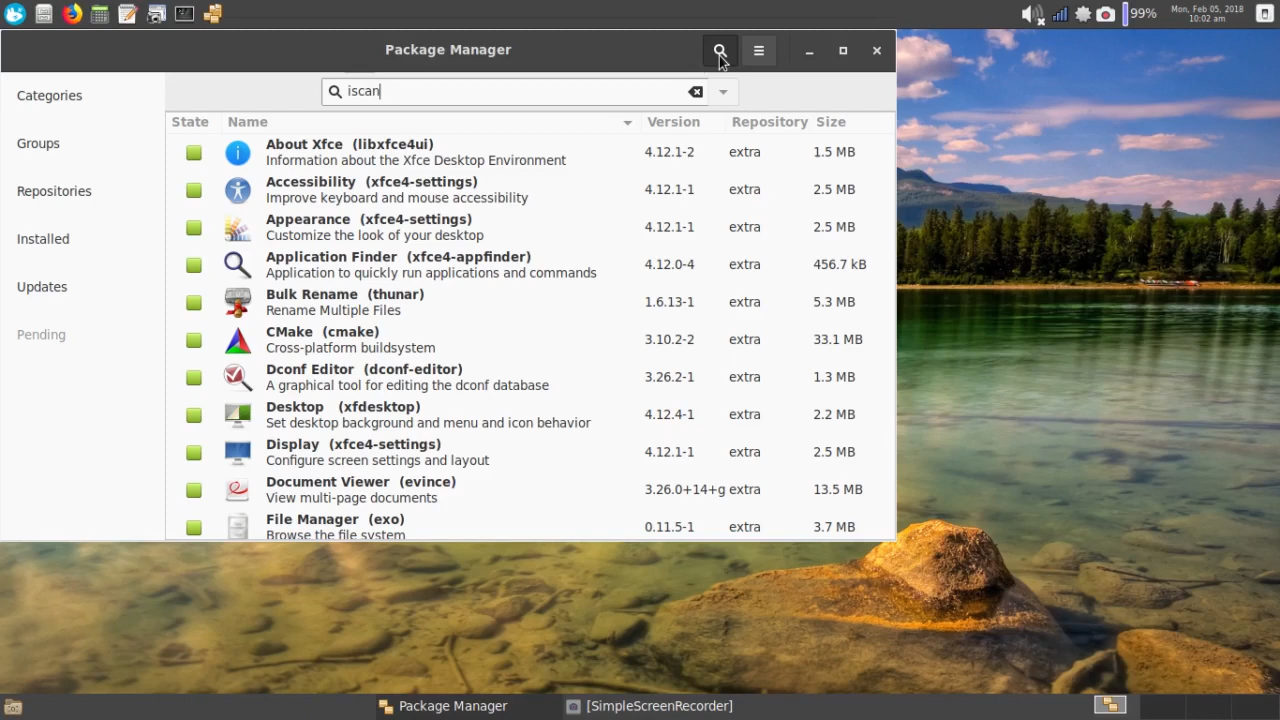 99%
Mon, Feb 05, 2018
10:02 am
Package Manager
Categories
Groups
Repositories
Installed
Updates
Pending
iscan
State Name Version Repository Size
About Xfce (libxfce4ui)
Information about the Xfce Desktop Environment
4.12.1-2 extra 1.5 MB
Accessibility (xfce4-settings)
Improve keyboard and mouse accessibility
4.12.1-1 extra 2.5 MB
Appearance (xfce4-settings)
Customize the look of your desktop
4.12.1-1 extra 2.5 MB
Application Finder (xfce4-appfinder)
Application to quickly run applications and commands
4.12.0-4 extra 456.7 kB
Bulk Rename (thunar)
Rename Multiple Files
1.6.13-1 extra 5.3 MB
CMake (cmake)
Cross-platform buildsystem
3.10.2-2 extra 33.1 MB
Dconf Editor (dconf-editor)
A graphical tool for editing the dconf database
3.26.2-1 extra 1.3 MB
Desktop (xfdesktop)
Set desktop background and menu and icon behavior
4.12.4-1 extra 2.2 MB
Display (xfce4-settings)
Configure screen settings and layout
4.12.1-1 extra 2.5 MB
Document Viewer (evince)
View multi-page documents
3.26.0+14+g extra 13.5 MB
File Manager (exo)
Browse the file system
0.11.5-1 extra 3.7 MB
Package Manager
[SimpleScreenRecorder]